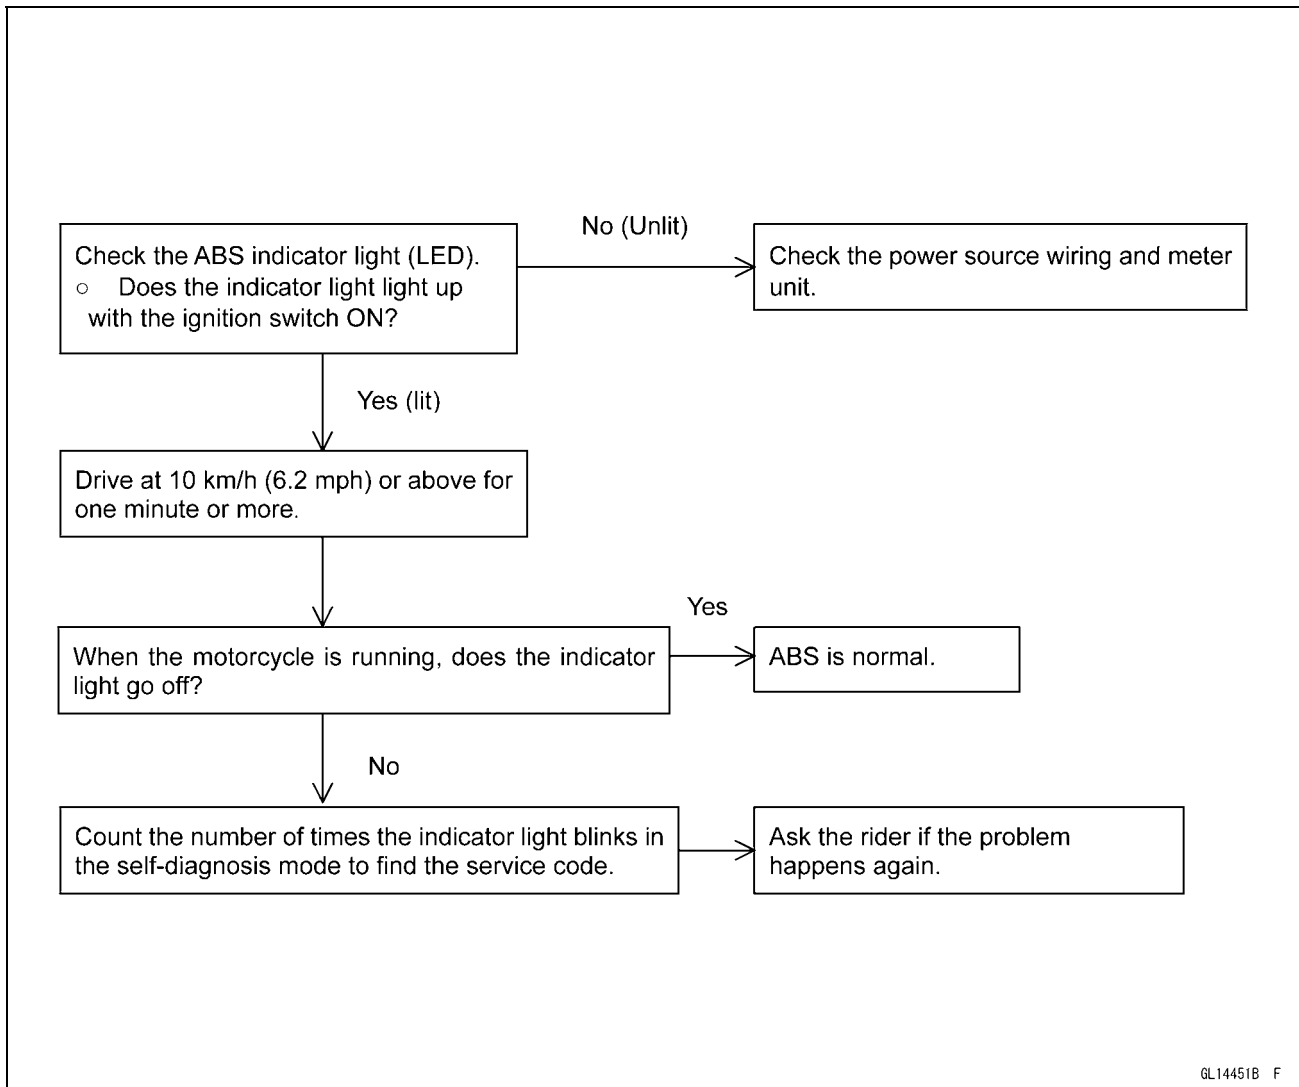 No (Unlit)
Check the ABS indicator light (LED).
○ Does the indicator light light up
with the ignition switch ON?
Check the power source wiring and meter
unit.
Yes (lit)
Drive at 10 km/h (6.2 mph) or above for
one minute or more.
Yes
When the motorcycle is running, does the indicator
light go off?
ABS is normal.
No
Count the number of times the indicator light blinks in
the self-diagnosis mode to find the service code.
Ask the rider if the problem
happens again.
GL14451B F